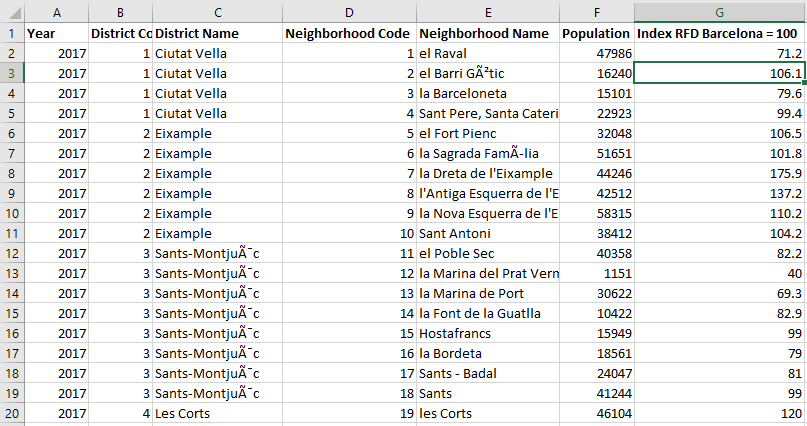 A B C D E F G
1 Year District Co District Name Neighborhood Code Neighborhood Name Population Index RFD Barcelona = 100
2 2017 1 Ciutat Vella 1 el Raval 47986 71.2
3 2017 1 Ciutat Vella 2 el Barri GÃ²tic 16240 106.1
4 2017 1 Ciutat Vella 3 la Barceloneta 15101 79.6
5 2017 1 Ciutat Vella 4 Sant Pere, Santa Cateri 22923 99.4
6 2017 2 Eixample 5 el Fort Pienc 32048 106.5
7 2017 2 Eixample 6 la Sagrada FamÃ-lia 51651 101.8
8 2017 2 Eixample 7 la Dreta de l'Eixample 44246 175.9
9 2017 2 Eixample 8 l'Antiga Esquerra de l'E 42512 137.2
10 2017 2 Eixample 9 la Nova Esquerra de l'E 58315 110.2
11 2017 2 Eixample 10 Sant Antoni 38412 104.2
12 2017 3 Sants-MontjuÃ¯c 11 el Poble Sec 40358 82.2
13 2017 3 Sants-MontjuÃ¯c 12 la Marina del Prat Verm 1151 40
14 2017 3 Sants-MontjuÃ¯c 13 la Marina de Port 30622 69.3
15 2017 3 Sants-MontjuÃ¯c 14 la Font de la Guatlla 10422 82.9
16 2017 3 Sants-MontjuÃ¯c 15 Hostafrancs 15949 99
17 2017 3 Sants-MontjuÃ¯c 16 la Bordeta 18561 79
18 2017 3 Sants-MontjuÃ¯c 17 Sants - Badal 24047 81
19 2017 3 Sants-MontjuÃ¯c 18 Sants 41244 99
20 2017 4 Les Corts 19 les Corts 46104 120